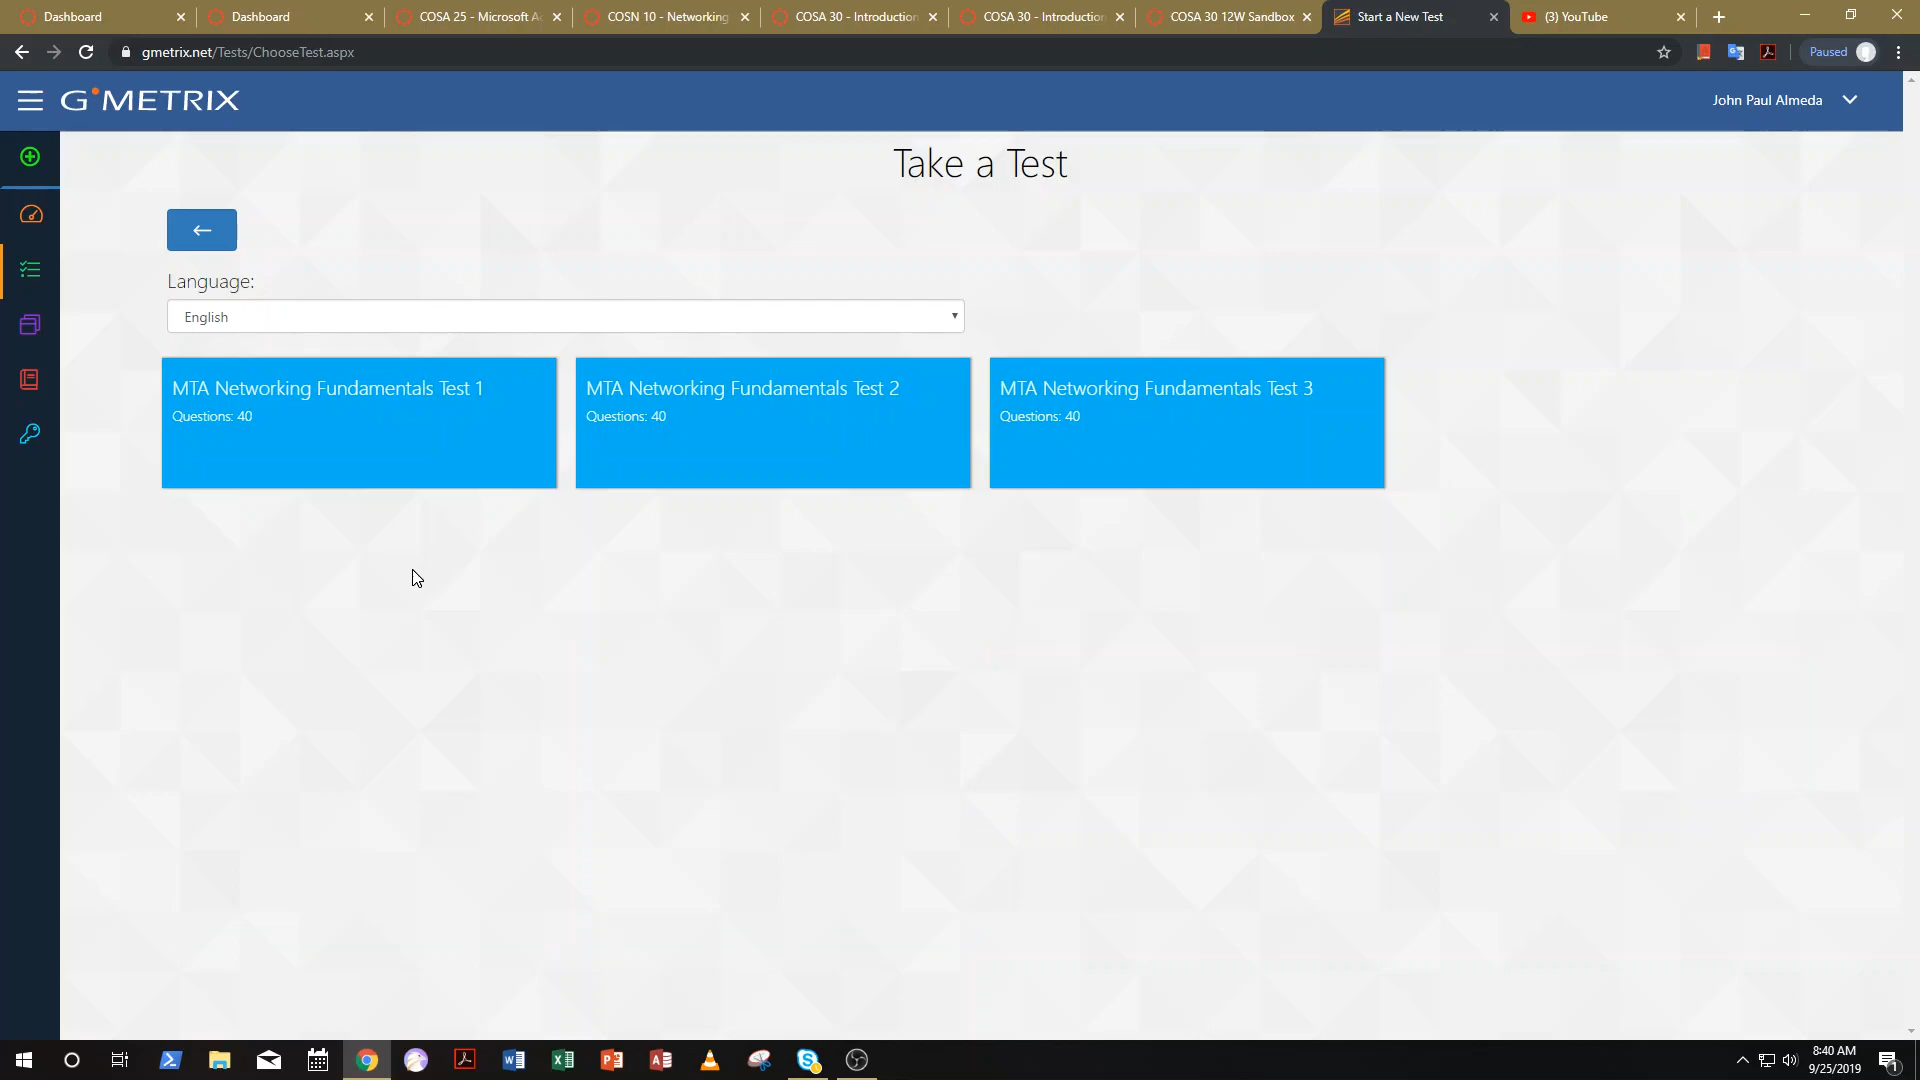 Dashboard
Dashboard
COSA 25 - Microsoft A
COSN 10 - Networking
COSA 30 - Introduction
COSA 30 - Introduction
COSA 30 12W Sandbox
Start a New Test
(3) YouTube
gmetrix.net/Tests/ChooseTest.aspx
Paused
GMETRIX
John Paul Almeda
Take a Test
Language:
English
MTA Networking Fundamentals Test 1
Questions: 40
MTA Networking Fundamentals Test 2
Questions: 40
MTA Networking Fundamentals Test 3
Questions: 40
8:40 AM
9/25/2019
1